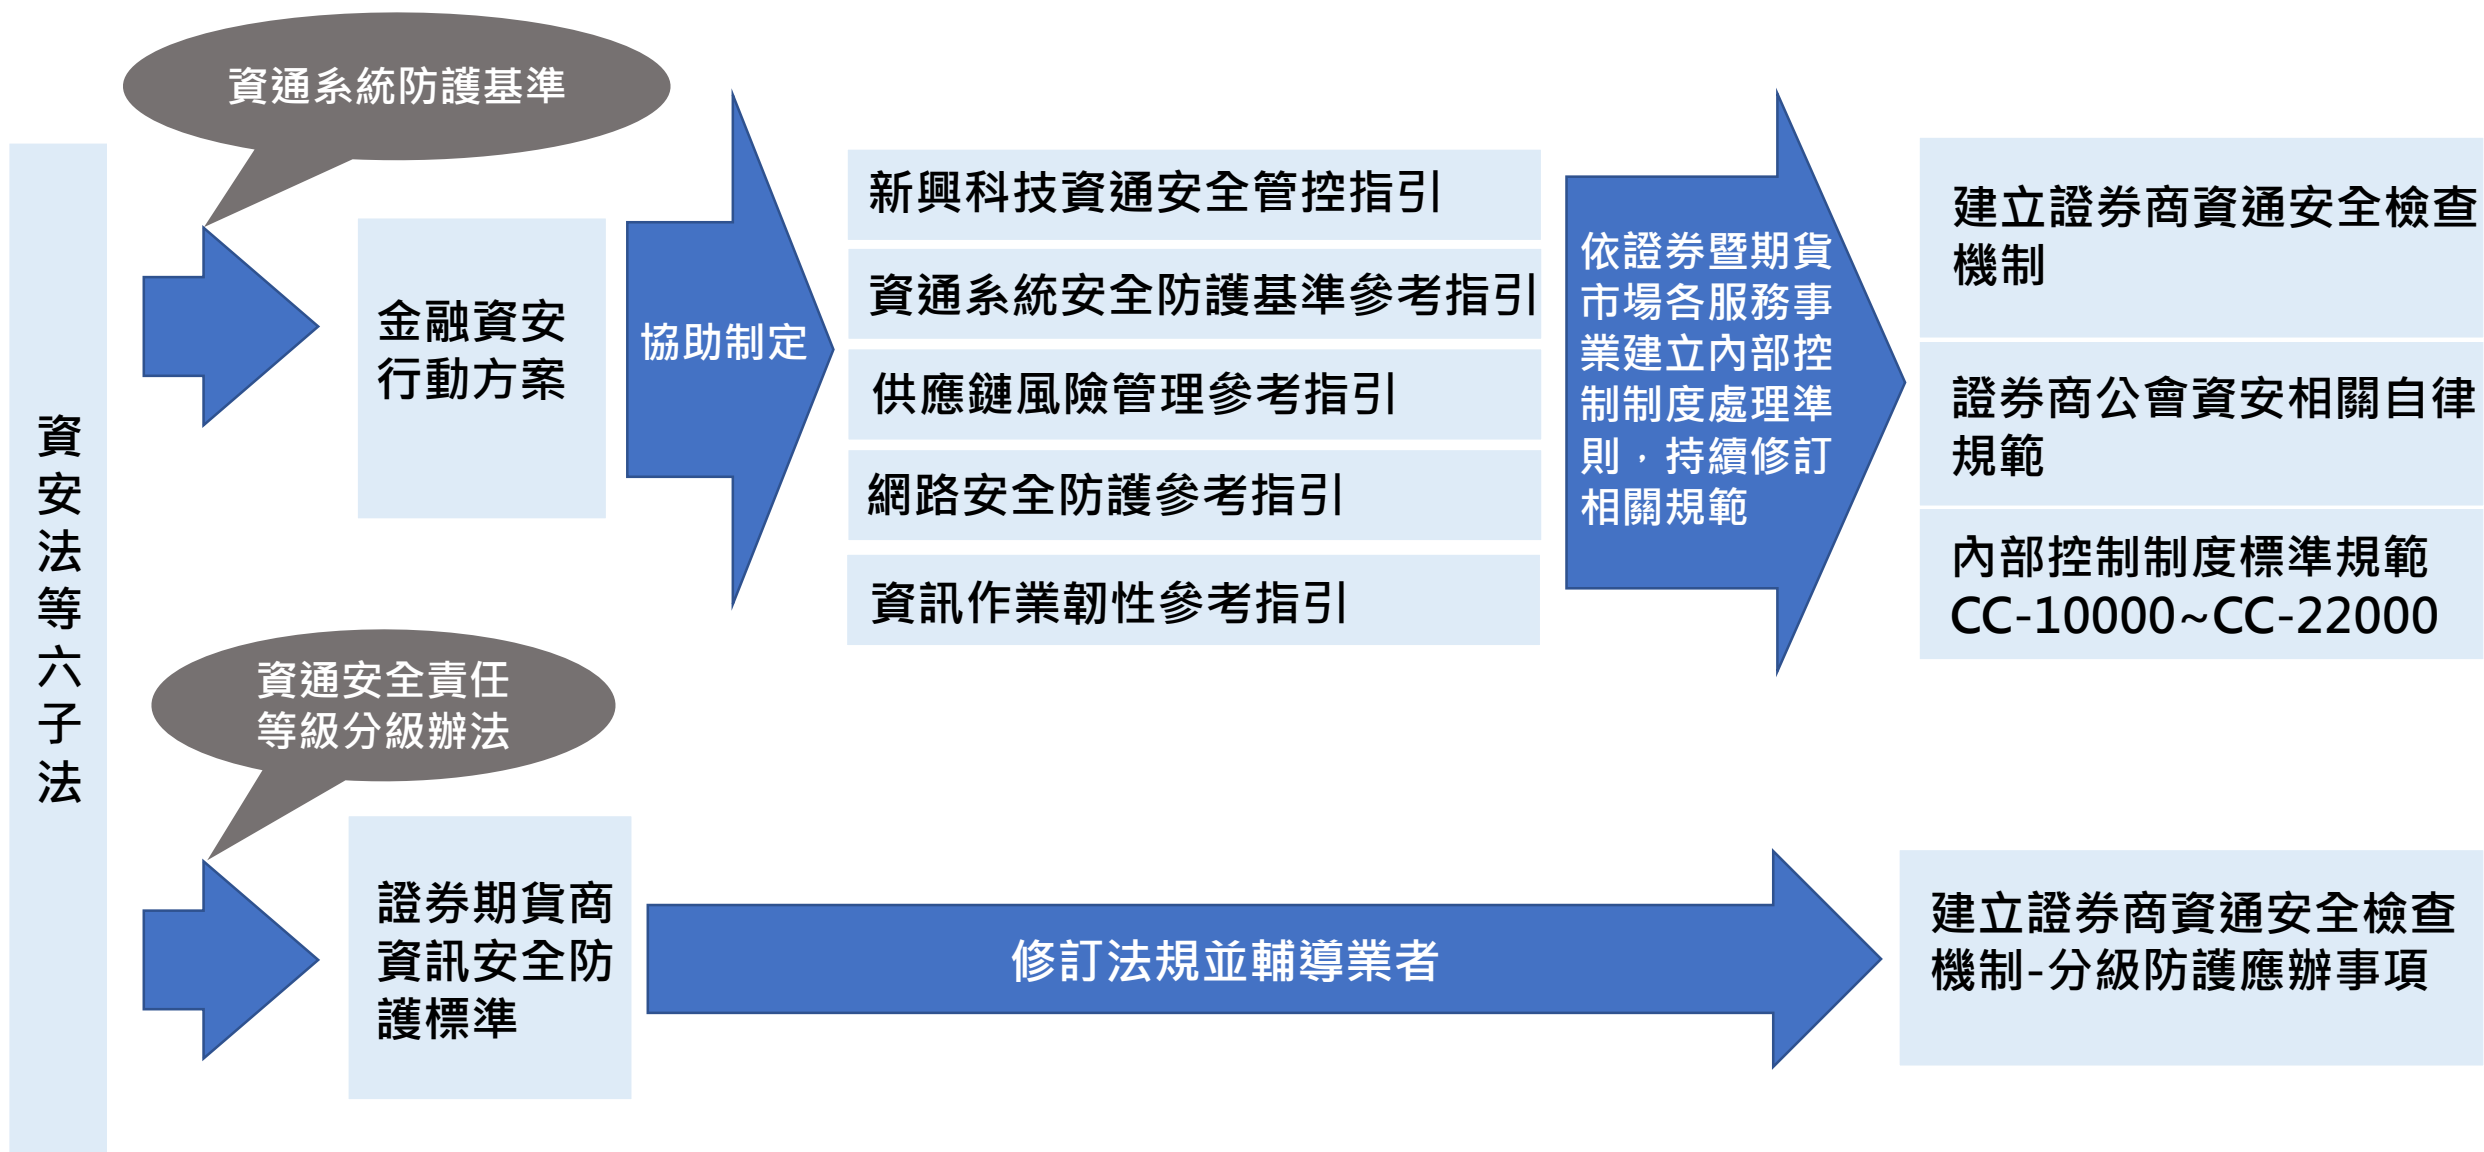 資安法等六子法
資通系統防護基準
金融資安
行動方案
協助制定
新興科技資通安全管控指引
資通系統安全防護基準參考指引
供應鏈風險管理參考指引
網路安全防護參考指引
資訊作業韌性參考指引
依證券暨期貨
市場各服務事
業建立內部控
制制度處理準
則，持續修訂
相關規範
建立證券商資通安全檢查
機制
證券商公會資安相關自律
規範
內部控制制度標準規範
CC-10000~CC-22000
資通安全責任
等級分級辦法
證券期貨商
資訊安全防
護標準
修訂法規並輔導業者
建立證券商資通安全檢查
機制-分級防護應辦事項